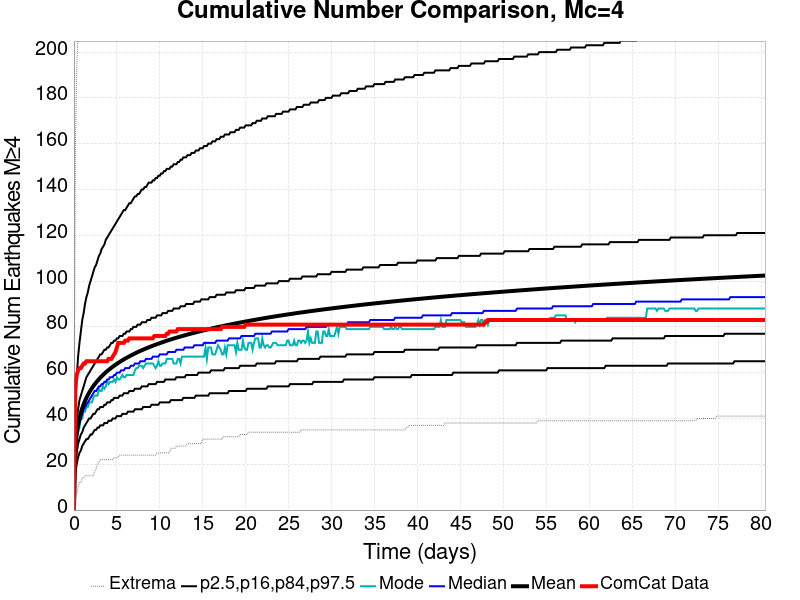 Cumulative Number Comparison, Mc=4
Cumulative Num Earthquakes M≥4
200
180
160
140
120
100
80
60
40
20
0
0 5 10 15 20 25 30 35 40 45 50 55 60 65 70 75 80
Time (days)
Extrema p2.5,p16,p84,p97.5 Mode Median Mean ComCat Data